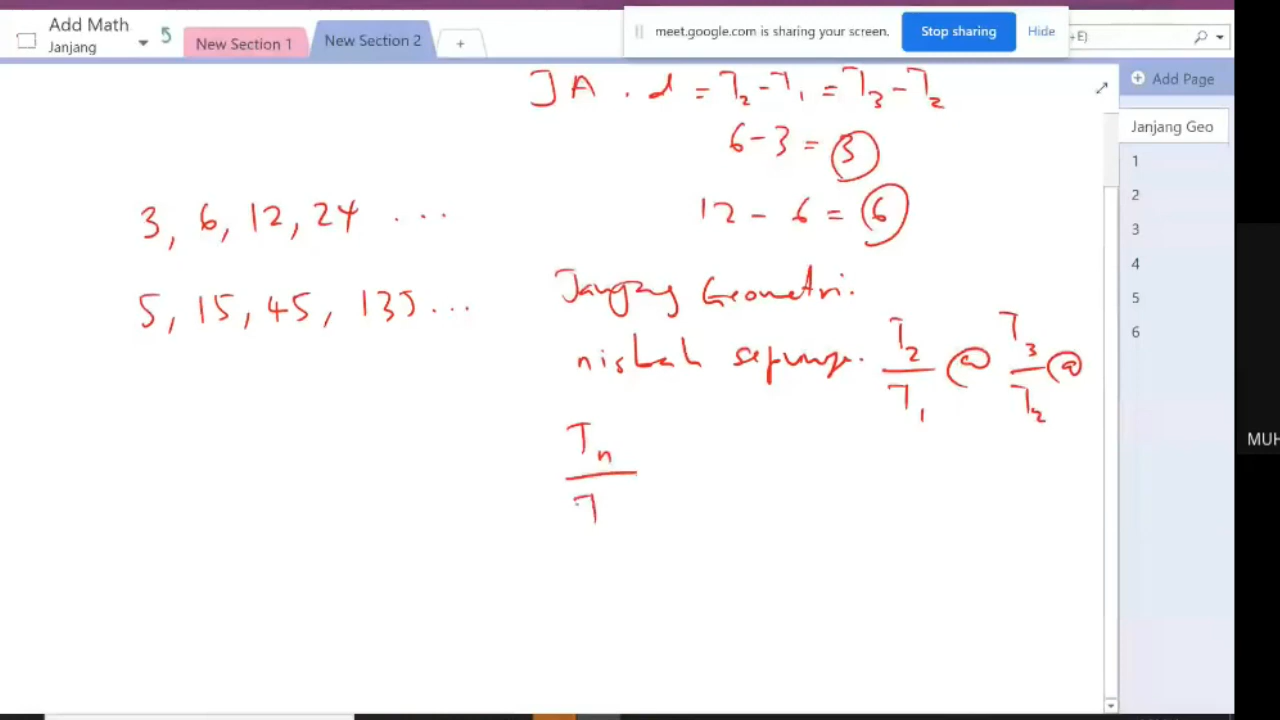 Add Math
Janjang
New Section 1
New Section 2
+
meet.google.com is sharing your screen.
Stop sharing
Hide
+E)
Add Page
Janjang Geo
1
2
3
4
5
6
JA. d = T₂ - T₁ = T₃ - T₂
6 - 3 = 3
12 - 6 = 6
3, 6, 12, 24 ...
5, 15, 45, 135 ...
Janjang Geometri.
nisbah sepunya. T₂/T₁ @ T₃/T₂ @
Tₙ/T
MUH